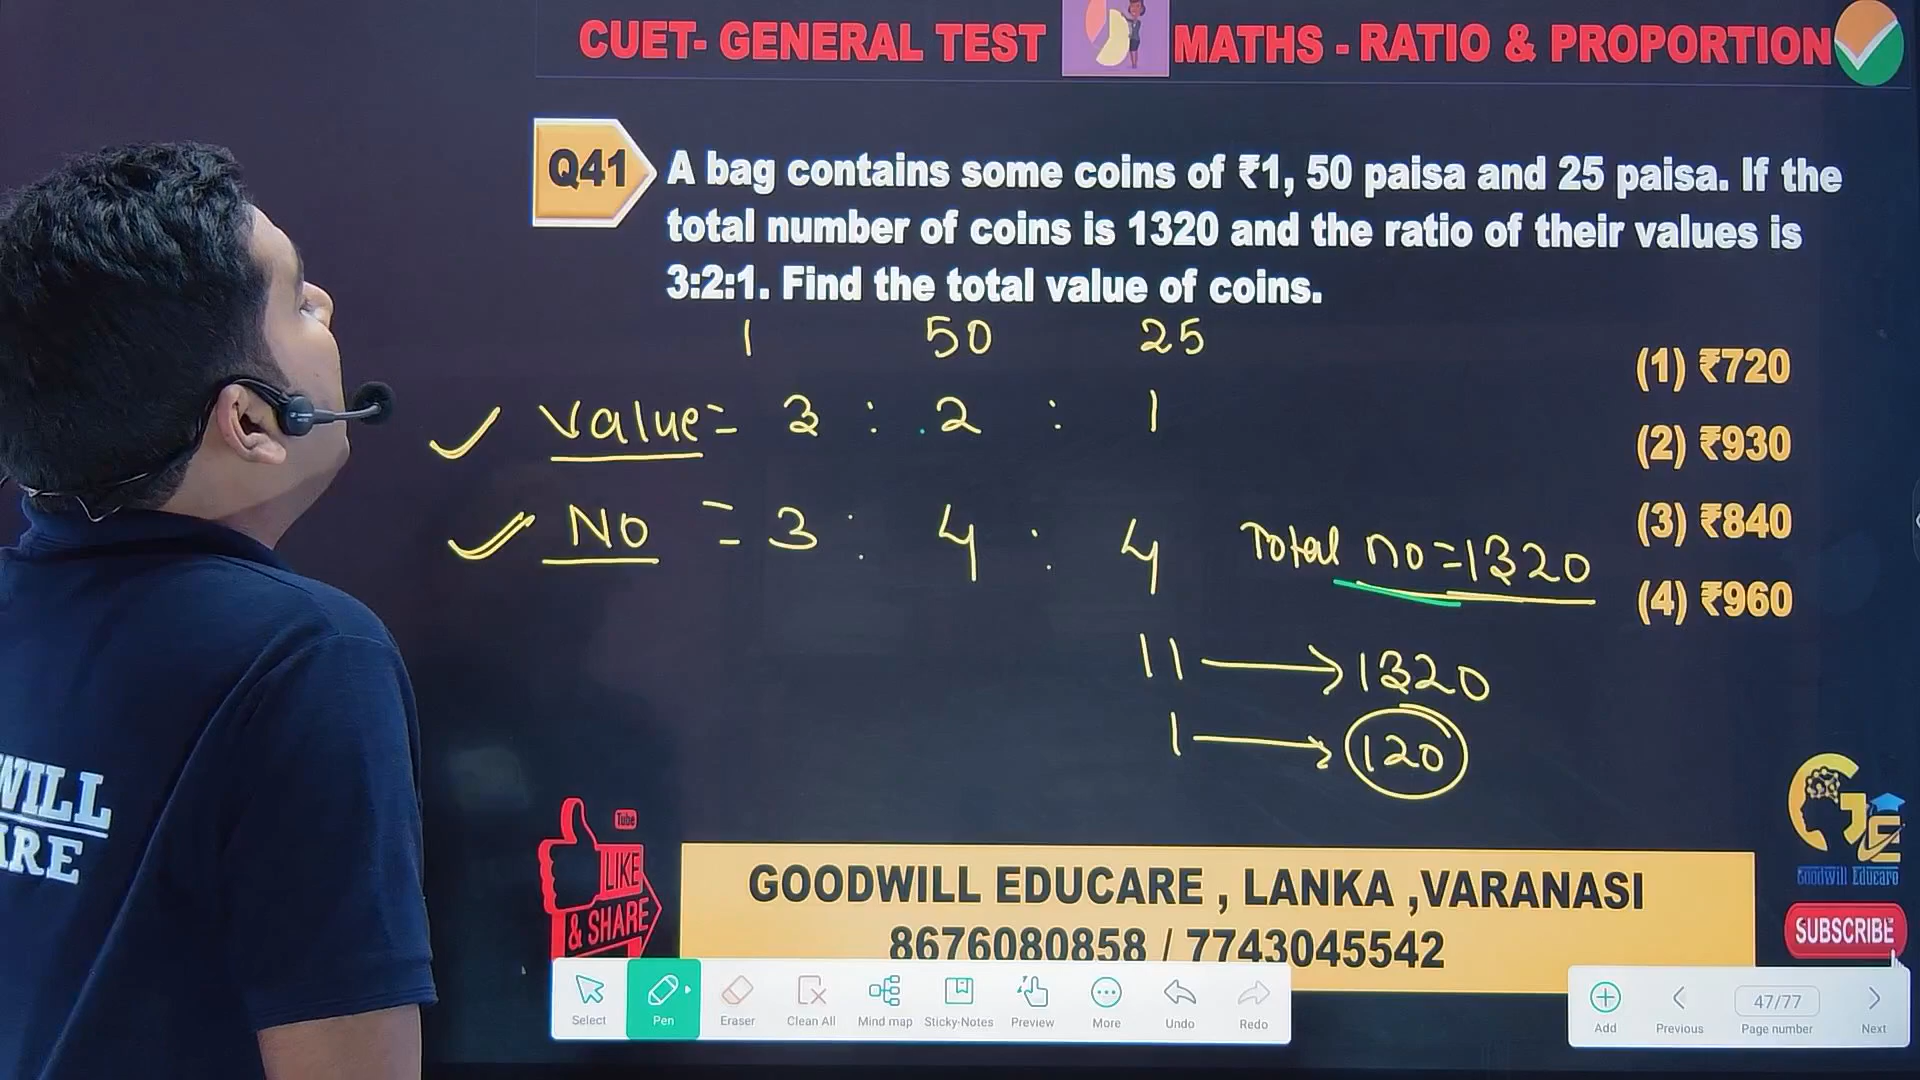 CUET- GENERAL TEST MATHS - RATIO & PROPORTION
Q41 A bag contains some coins of ₹1, 50 paisa and 25 paisa. If the
total number of coins is 1320 and the ratio of their values is
3:2:1. Find the total value of coins.
1 50 25
(1) ₹720
value = 3 : 2 : 1
(2) ₹930
No = 3 : 4 : 4
Total no = 1320
(3) ₹840
(4) ₹960
11 → 1320
1 → 120
WILL
ARE
Tube
LIKE
& SHARE
GOODWILL EDUCARE , LANKA ,VARANASI
8676080858 / 7743045542
GE
Goodwill Educare
SUBSCRIBE
Select Pen Eraser Clean All Mind map Sticky-Notes Preview More Undo Redo
Add Previous 47/77 Page number Next